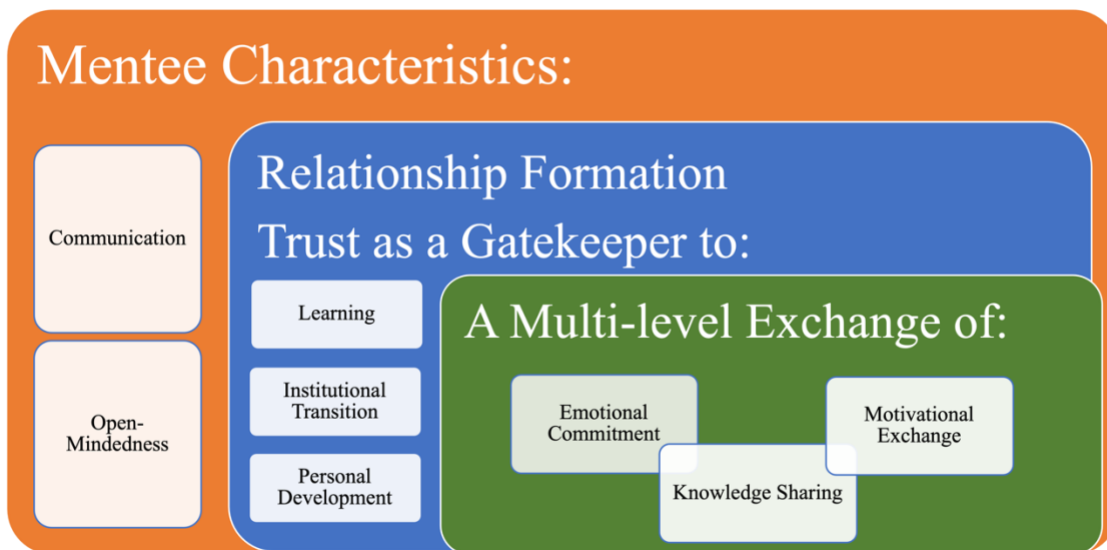 Mentee Characteristics:
Communication
Open-
Mindedness
Relationship Formation
Trust as a Gatekeeper to:
Learning
Institutional
Transition
Personal
Development
A Multi-level Exchange of:
Emotional
Commitment
Knowledge Sharing
Motivational
Exchange